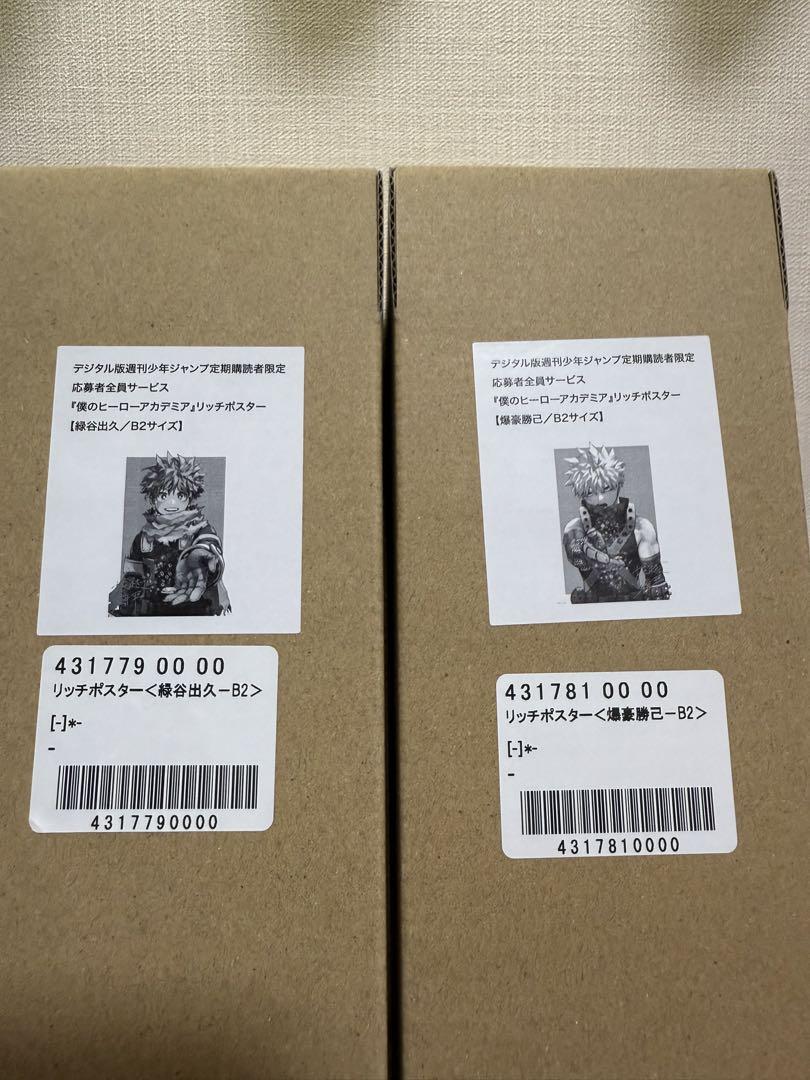 デジタル版週刊少年ジャンプ定期購読者限定
応募者全員サービス
『僕のヒーローアカデミア』リッチポスター
【緑谷出久／B2サイズ】
431779 00 00
リッチポスター＜緑谷出久－B2＞
[-]*-
-
4317790000
デジタル版週刊少年ジャンプ定期購読者限定
応募者全員サービス
『僕のヒーローアカデミア』リッチポスター
【爆豪勝己／B2サイズ】
431781 00 00
リッチポスター＜爆豪勝己－B2＞
[-]*-
-
4317810000